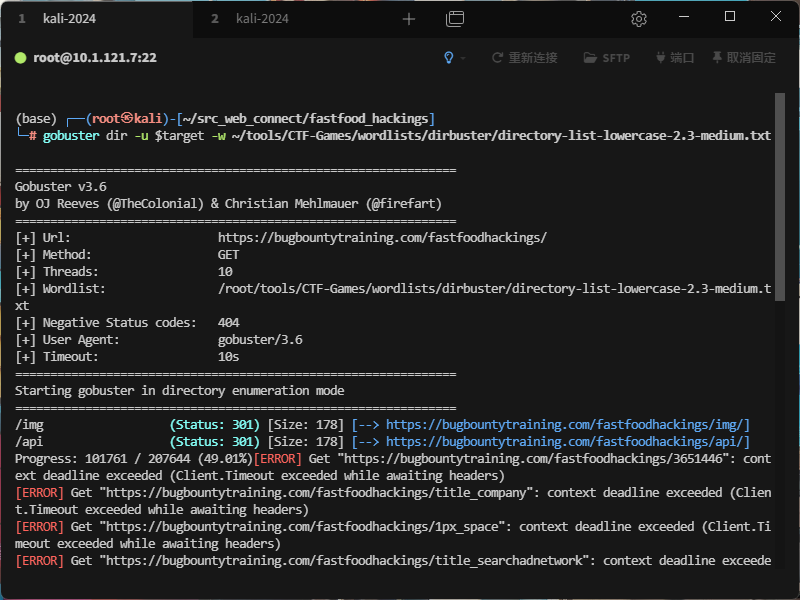 1 kali-2024 2 kali-2024
root@10.1.121.7:22 重新连接 SFTP 端口 取消固定
(base) ┌──(root㉿kali)-[~/src_web_connect/fastfood_hackings]
└─# gobuster dir -u $target -w ~/tools/CTF-Games/wordlists/dirbuster/directory-list-lowercase-2.3-medium.txt
===============================================================
Gobuster v3.6
by OJ Reeves (@TheColonial) & Christian Mehlmauer (@firefart)
===============================================================
[+] Url: https://bugbountytraining.com/fastfoodhackings/
[+] Method: GET
[+] Threads: 10
[+] Wordlist: /root/tools/CTF-Games/wordlists/dirbuster/directory-list-lowercase-2.3-medium.t
xt
[+] Negative Status codes: 404
[+] User Agent: gobuster/3.6
[+] Timeout: 10s
===============================================================
Starting gobuster in directory enumeration mode
===============================================================
/img (Status: 301) [Size: 178] [--> https://bugbountytraining.com/fastfoodhackings/img/]
/api (Status: 301) [Size: 178] [--> https://bugbountytraining.com/fastfoodhackings/api/]
Progress: 101761 / 207644 (49.01%)[ERROR] Get "https://bugbountytraining.com/fastfoodhackings/3651446": cont
ext deadline exceeded (Client.Timeout exceeded while awaiting headers)
[ERROR] Get "https://bugbountytraining.com/fastfoodhackings/title_company": context deadline exceeded (Clien
t.Timeout exceeded while awaiting headers)
[ERROR] Get "https://bugbountytraining.com/fastfoodhackings/1px_space": context deadline exceeded (Client.Ti
meout exceeded while awaiting headers)
[ERROR] Get "https://bugbountytraining.com/fastfoodhackings/title_searchadnetwork": context deadline exceede